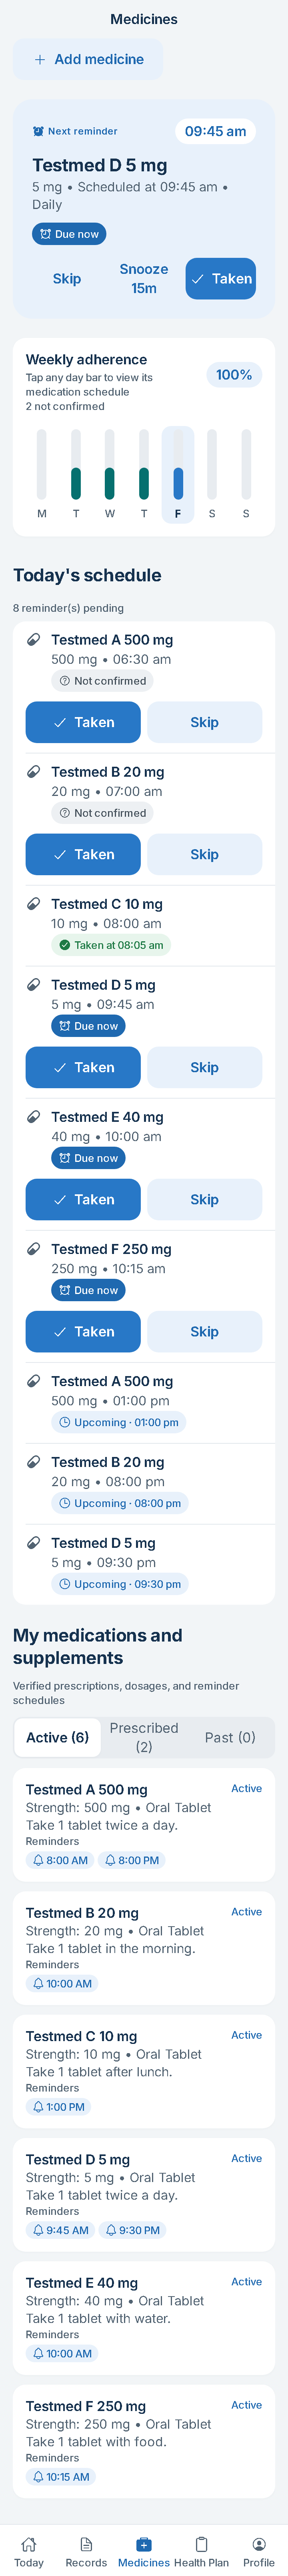 Medicines
+ Add medicine
Next reminder
09:45 am
Testmed D 5 mg
5 mg • Scheduled at 09:45 am •
Daily
Due now
Skip
Snooze
15m
Taken
Weekly adherence
Tap any day bar to view its
medication schedule
2 not confirmed
100%
M T W T F S S
Today's schedule
8 reminder(s) pending
Testmed A 500 mg
500 mg • 06:30 am
Not confirmed
Taken Skip
Testmed B 20 mg
20 mg • 07:00 am
Not confirmed
Taken Skip
Testmed C 10 mg
10 mg • 08:00 am
Taken at 08:05 am
Testmed D 5 mg
5 mg • 09:45 am
Due now
Taken Skip
Testmed E 40 mg
40 mg • 10:00 am
Due now
Taken Skip
Testmed F 250 mg
250 mg • 10:15 am
Due now
Taken Skip
Testmed A 500 mg
500 mg • 01:00 pm
Upcoming · 01:00 pm
Testmed B 20 mg
20 mg • 08:00 pm
Upcoming · 08:00 pm
Testmed D 5 mg
5 mg • 09:30 pm
Upcoming · 09:30 pm
My medications and
supplements
Verified prescriptions, dosages, and reminder
schedules
Active (6)
Prescribed
(2)
Past (0)
Testmed A 500 mg
Active
Strength: 500 mg • Oral Tablet
Take 1 tablet twice a day.
Reminders
8:00 AM 8:00 PM
Testmed B 20 mg
Active
Strength: 20 mg • Oral Tablet
Take 1 tablet in the morning.
Reminders
10:00 AM
Testmed C 10 mg
Active
Strength: 10 mg • Oral Tablet
Take 1 tablet after lunch.
Reminders
1:00 PM
Testmed D 5 mg
Active
Strength: 5 mg • Oral Tablet
Take 1 tablet twice a day.
Reminders
9:45 AM 9:30 PM
Testmed E 40 mg
Active
Strength: 40 mg • Oral Tablet
Take 1 tablet with water.
Reminders
10:00 AM
Testmed F 250 mg
Active
Strength: 250 mg • Oral Tablet
Take 1 tablet with food.
Reminders
10:15 AM
Today Records Medicines Health Plan Profile